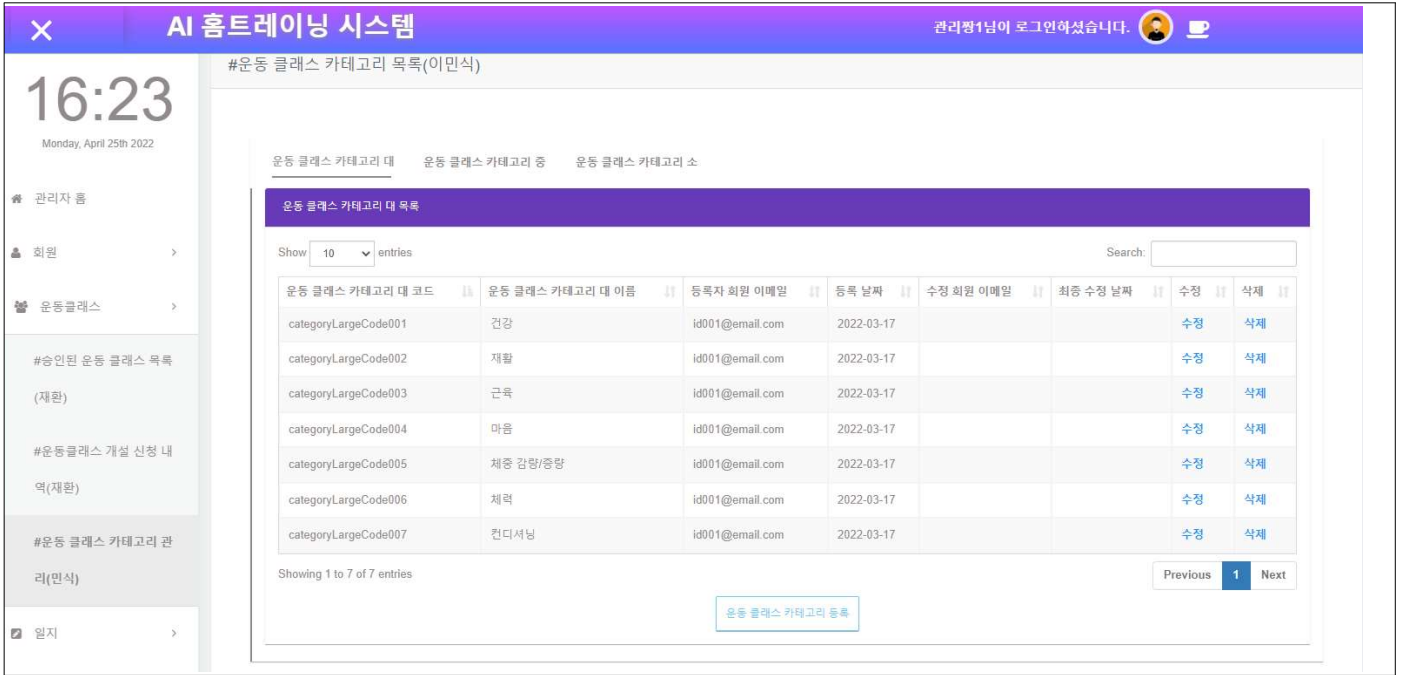 AI 홈트레이닝 시스템
관리짱1님이 로그인하셨습니다.
#운동 클래스 카테고리 목록(이민식)
16:23
Monday, April 25th 2022
관리자 홈
회원
운동클래스
#승인된 운동 클래스 목록
(재환)
#운동클래스 개설 신청 내
역(재환)
#운동 클래스 카테고리 관
리(민식)
일지
운동 클래스 카테고리 대 운동 클래스 카테고리 중 운동 클래스 카테고리 소
운동 클래스 카테고리 대 목록
Show 10 entries Search:
운동 클래스 카테고리 대 코드 운동 클래스 카테고리 대 이름 등록자 회원 이메일 등록 날짜 수정 회원 이메일 최종 수정 날짜 수정 삭제
categoryLargeCode001 건강 id001@email.com 2022-03-17 수정 삭제
categoryLargeCode002 재활 id001@email.com 2022-03-17 수정 삭제
categoryLargeCode003 근육 id001@email.com 2022-03-17 수정 삭제
categoryLargeCode004 마음 id001@email.com 2022-03-17 수정 삭제
categoryLargeCode005 체중 감량/증량 id001@email.com 2022-03-17 수정 삭제
categoryLargeCode006 체력 id001@email.com 2022-03-17 수정 삭제
categoryLargeCode007 컨디셔닝 id001@email.com 2022-03-17 수정 삭제
Showing 1 to 7 of 7 entries Previous 1 Next
운동 클래스 카테고리 등록